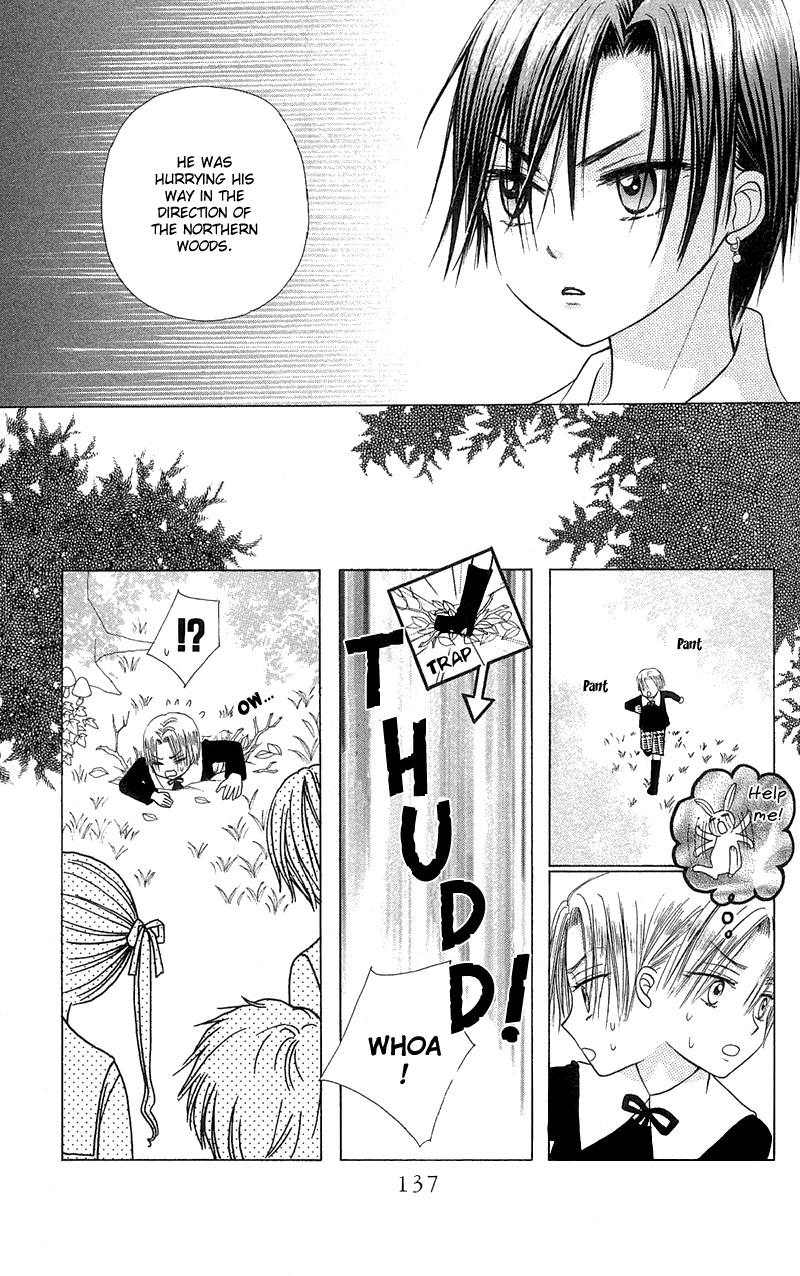 HE WAS
HURRYING HIS
WAY IN THE
DIRECTION OF
THE NORTHERN
WOODS.
Pant
Pant
Help
me!
TRAP
THUDD!
WHOA
!
!?
OW...
137